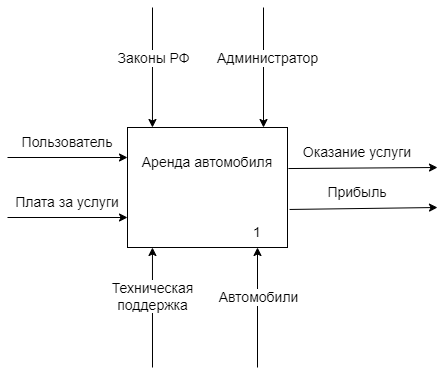 Законы РФ
Администратор
Пользователь
Плата за услуги
Аренда автомобиля
1
Оказание услуги
Прибыль
Техническая
поддержка
Автомобили